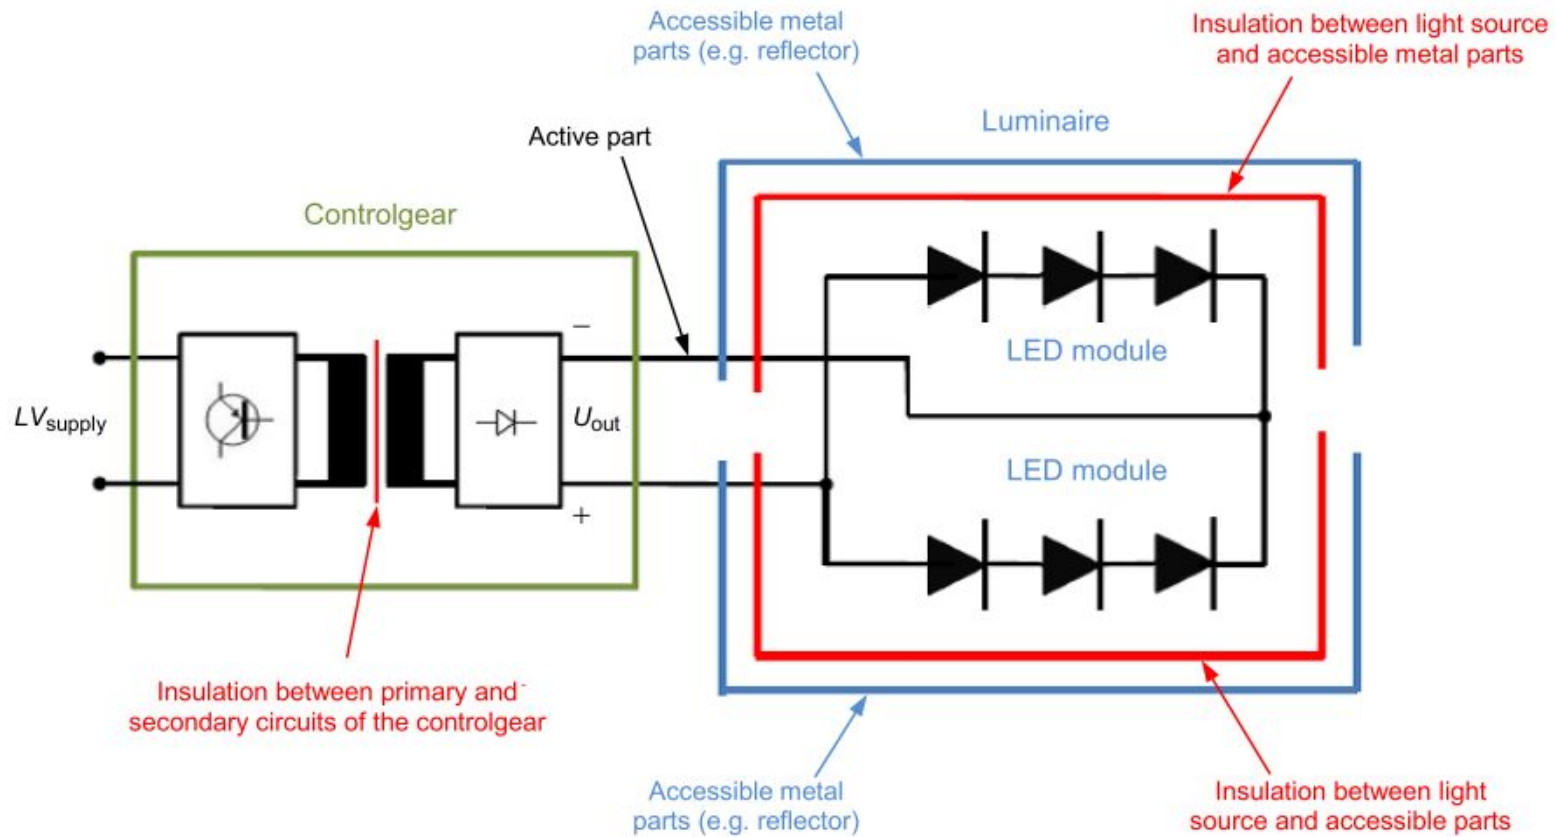 Accessible metal
parts (e.g. reflector)
Insulation between light source
and accessible metal parts
Luminaire
Active part
Controlgear
LED module
−
LVsupply
Uout
LED module
+
Insulation between primary and
secondary circuits of the controlgear
Accessible metal
parts (e.g. reflector)
Insulation between light
source and accessible parts